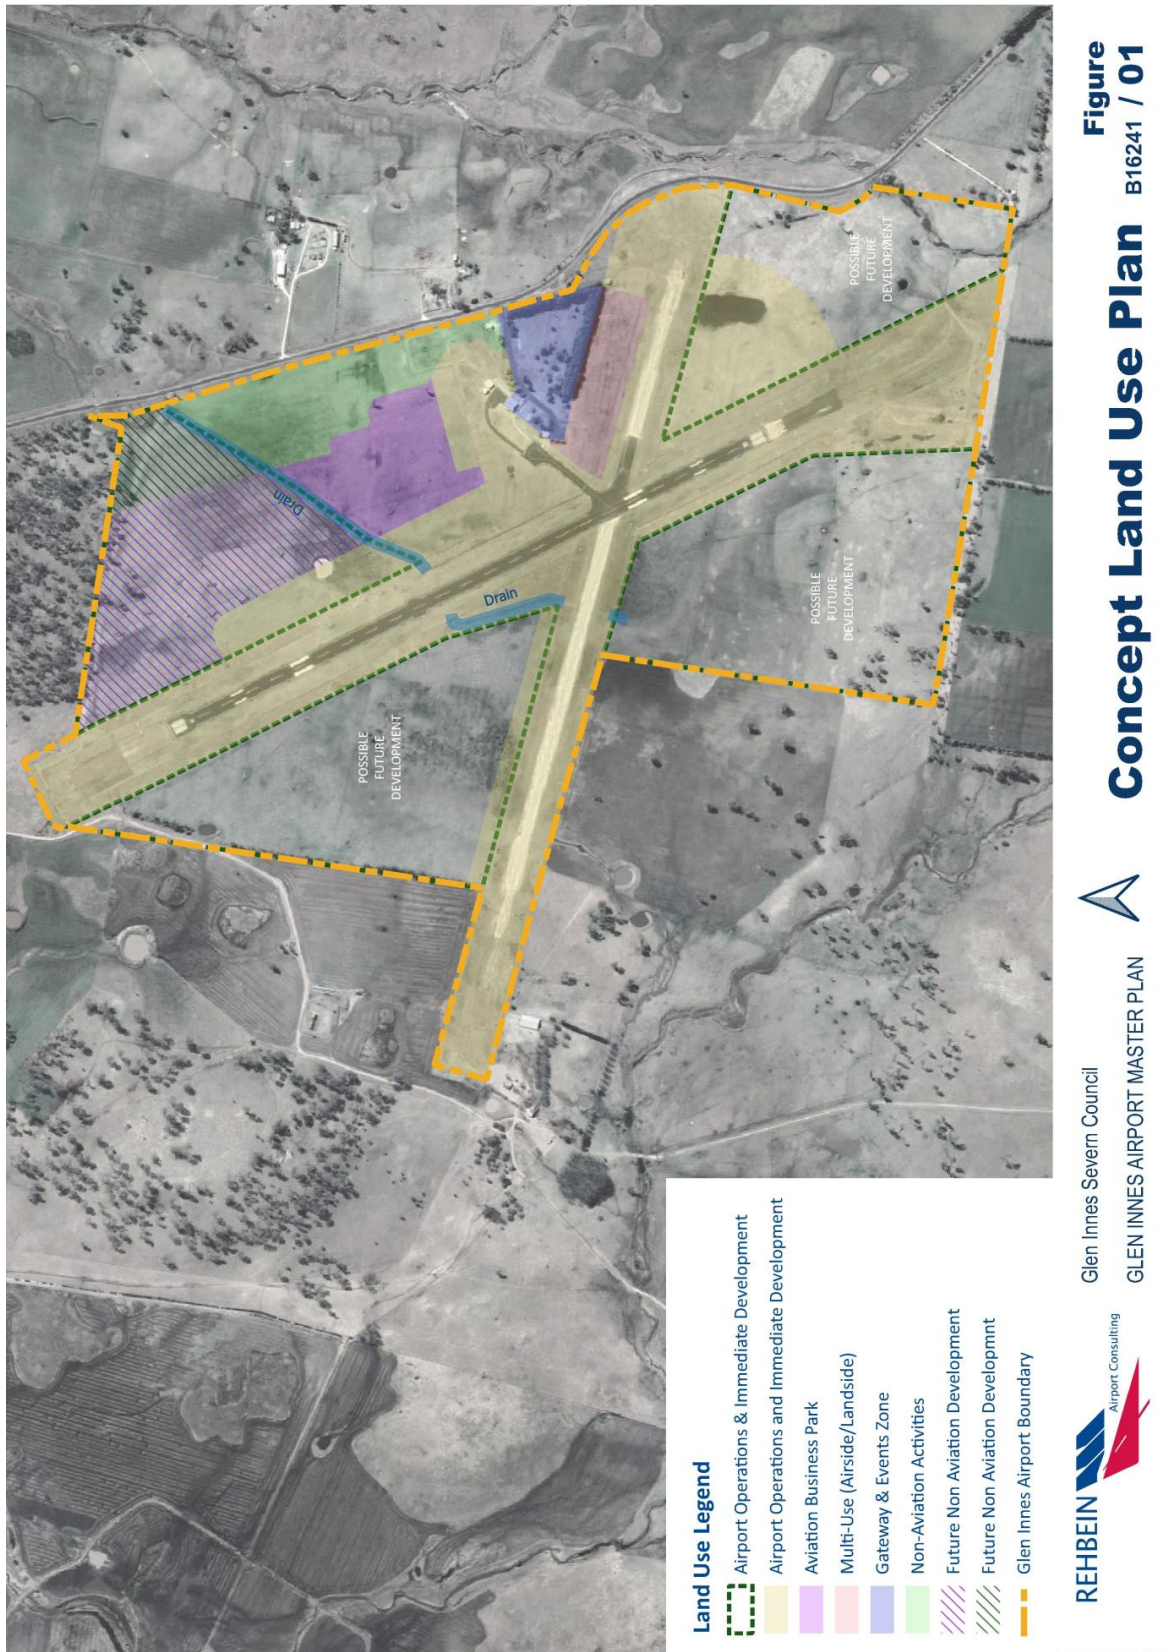 POSSIBLE
FUTURE
DEVELOPMENT
POSSIBLE
FUTURE
DEVELOPMENT
POSSIBLE
FUTURE
DEVELOPMENT
Drain
Drain
Land Use Legend
Airport Operations & Immediate Development
Airport Operations and Immediate Development
Aviation Business Park
Multi-Use (Airside/Landside)
Gateway & Events Zone
Non-Aviation Activities
Future Non Aviation Development
Future Non Aviation Developmnt
Glen Innes Airport Boundary
REHBEIN
Airport Consulting
Glen Innes Severn Council
GLEN INNES AIRPORT MASTER PLAN
Concept Land Use Plan
Figure
B16241 / 01